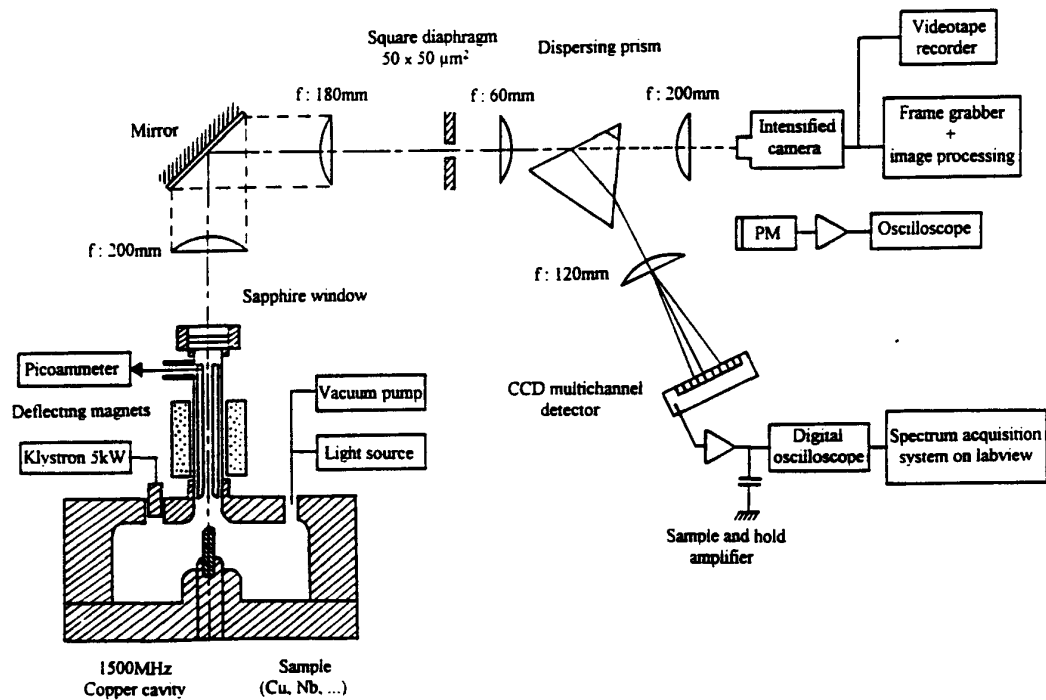 Videotape
recorder
Square diaphragm
50 x 50 µm²
Dispersing prism
f : 180mm
f : 60mm
f : 200mm
Mirror
Intensified
camera
Frame grabber
+
image processing
PM
Oscilloscope
f : 200mm
f : 120mm
Sapphire window
Picoammeter
CCD multichannel
detector
Vacuum pump
Deflecting magnets
Klystron 5kW
Light source
Digital
oscilloscope
Spectrum acquisition
system on labview
Sample and hold
amplifier
1500MHz
Copper cavity
Sample
(Cu, Nb, ...)